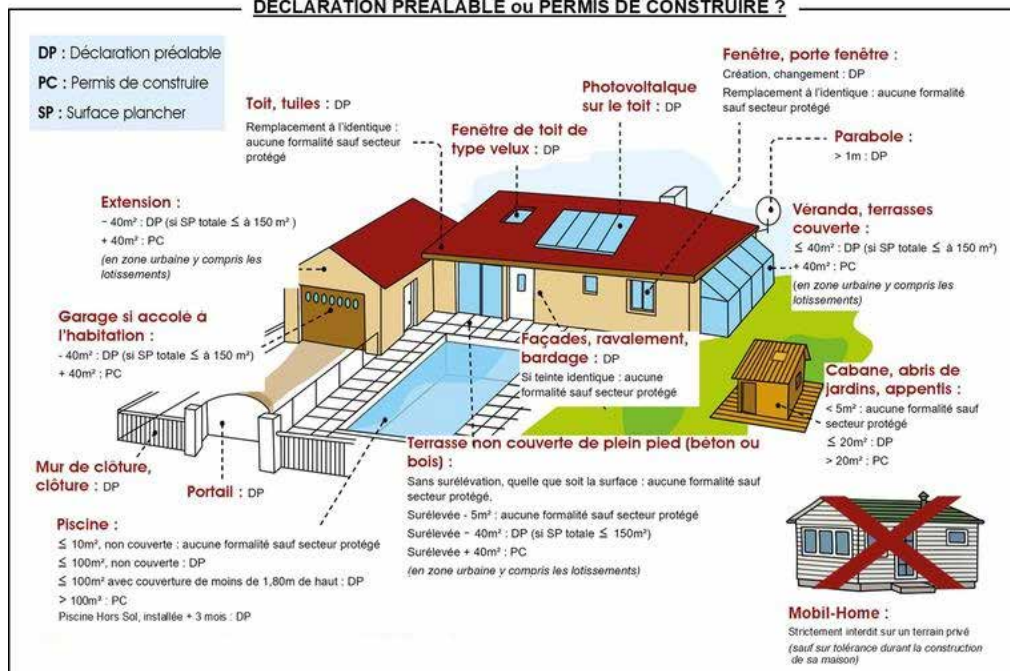 DÉCLARATION PRÉALABLE ou PERMIS DE CONSTRUIRE ?
DP : Déclaration préalable
PC : Permis de construire
SP : Surface plancher
Toit, tuiles : DP
Remplacement à l'identique :
aucune formalité sauf secteur
protégé
Fenêtre de toit de
type velux : DP
Photovoltaïque
sur le toit : DP
Fenêtre, porte fenêtre :
Création, changement : DP
Remplacement à l'identique : aucune formalité
sauf secteur protégé
Parabole :
> 1m : DP
Extension :
- 40m² : DP (si SP totale ≤ à 150 m²)
+ 40m² : PC
(en zone urbaine y compris les
lotissements)
Véranda, terrasses
couverte :
≤ 40m² : DP (si SP totale ≤ à 150 m²)
+ 40m² : PC
(en zone urbaine y compris les
lotissements)
Garage si accolé à
l'habitation :
- 40m² : DP (si SP totale ≤ à 150 m²)
+ 40m² : PC
Façades, ravalement,
bardage : DP
Si teinte identique : aucune
formalité sauf secteur protégé
Cabane, abris de
jardins, appentis :
< 5m² : aucune formalité sauf
secteur protégé
≤ 20m² : DP
> 20m² : PC
Mur de clôture,
clôture : DP
Portail : DP
Terrasse non couverte de plein pied (béton ou
bois) :
Sans surélévation, quelle que soit la surface : aucune formalité sauf
secteur protégé,
Surélevée - 5m² : aucune formalité sauf secteur protégé
Surélevée - 40m² : DP (si SP totale ≤ 150m²)
Surélevée + 40m² : PC
(en zone urbaine y compris les lotissements)
Piscine :
≤ 10m², non couverte : aucune formalité sauf secteur protégé
≤ 100m², non couverte : DP
≤ 100m² avec couverture de moins de 1,80m de haut : DP
> 100m² : PC
Piscine Hors Sol, installée + 3 mois : DP
Mobil-Home :
Strictement interdit sur un terrain privé
(sauf sur tolérance durant la construction
de sa maison)